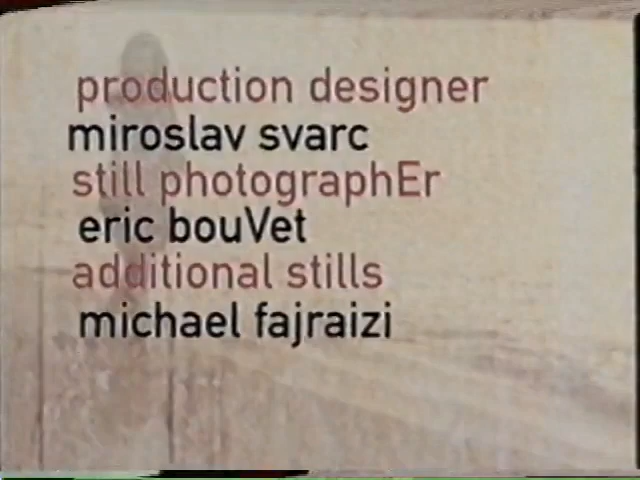 production designer
miroslav svarc
still photographEr
eric bouVet
additional stills
michael fajraizi